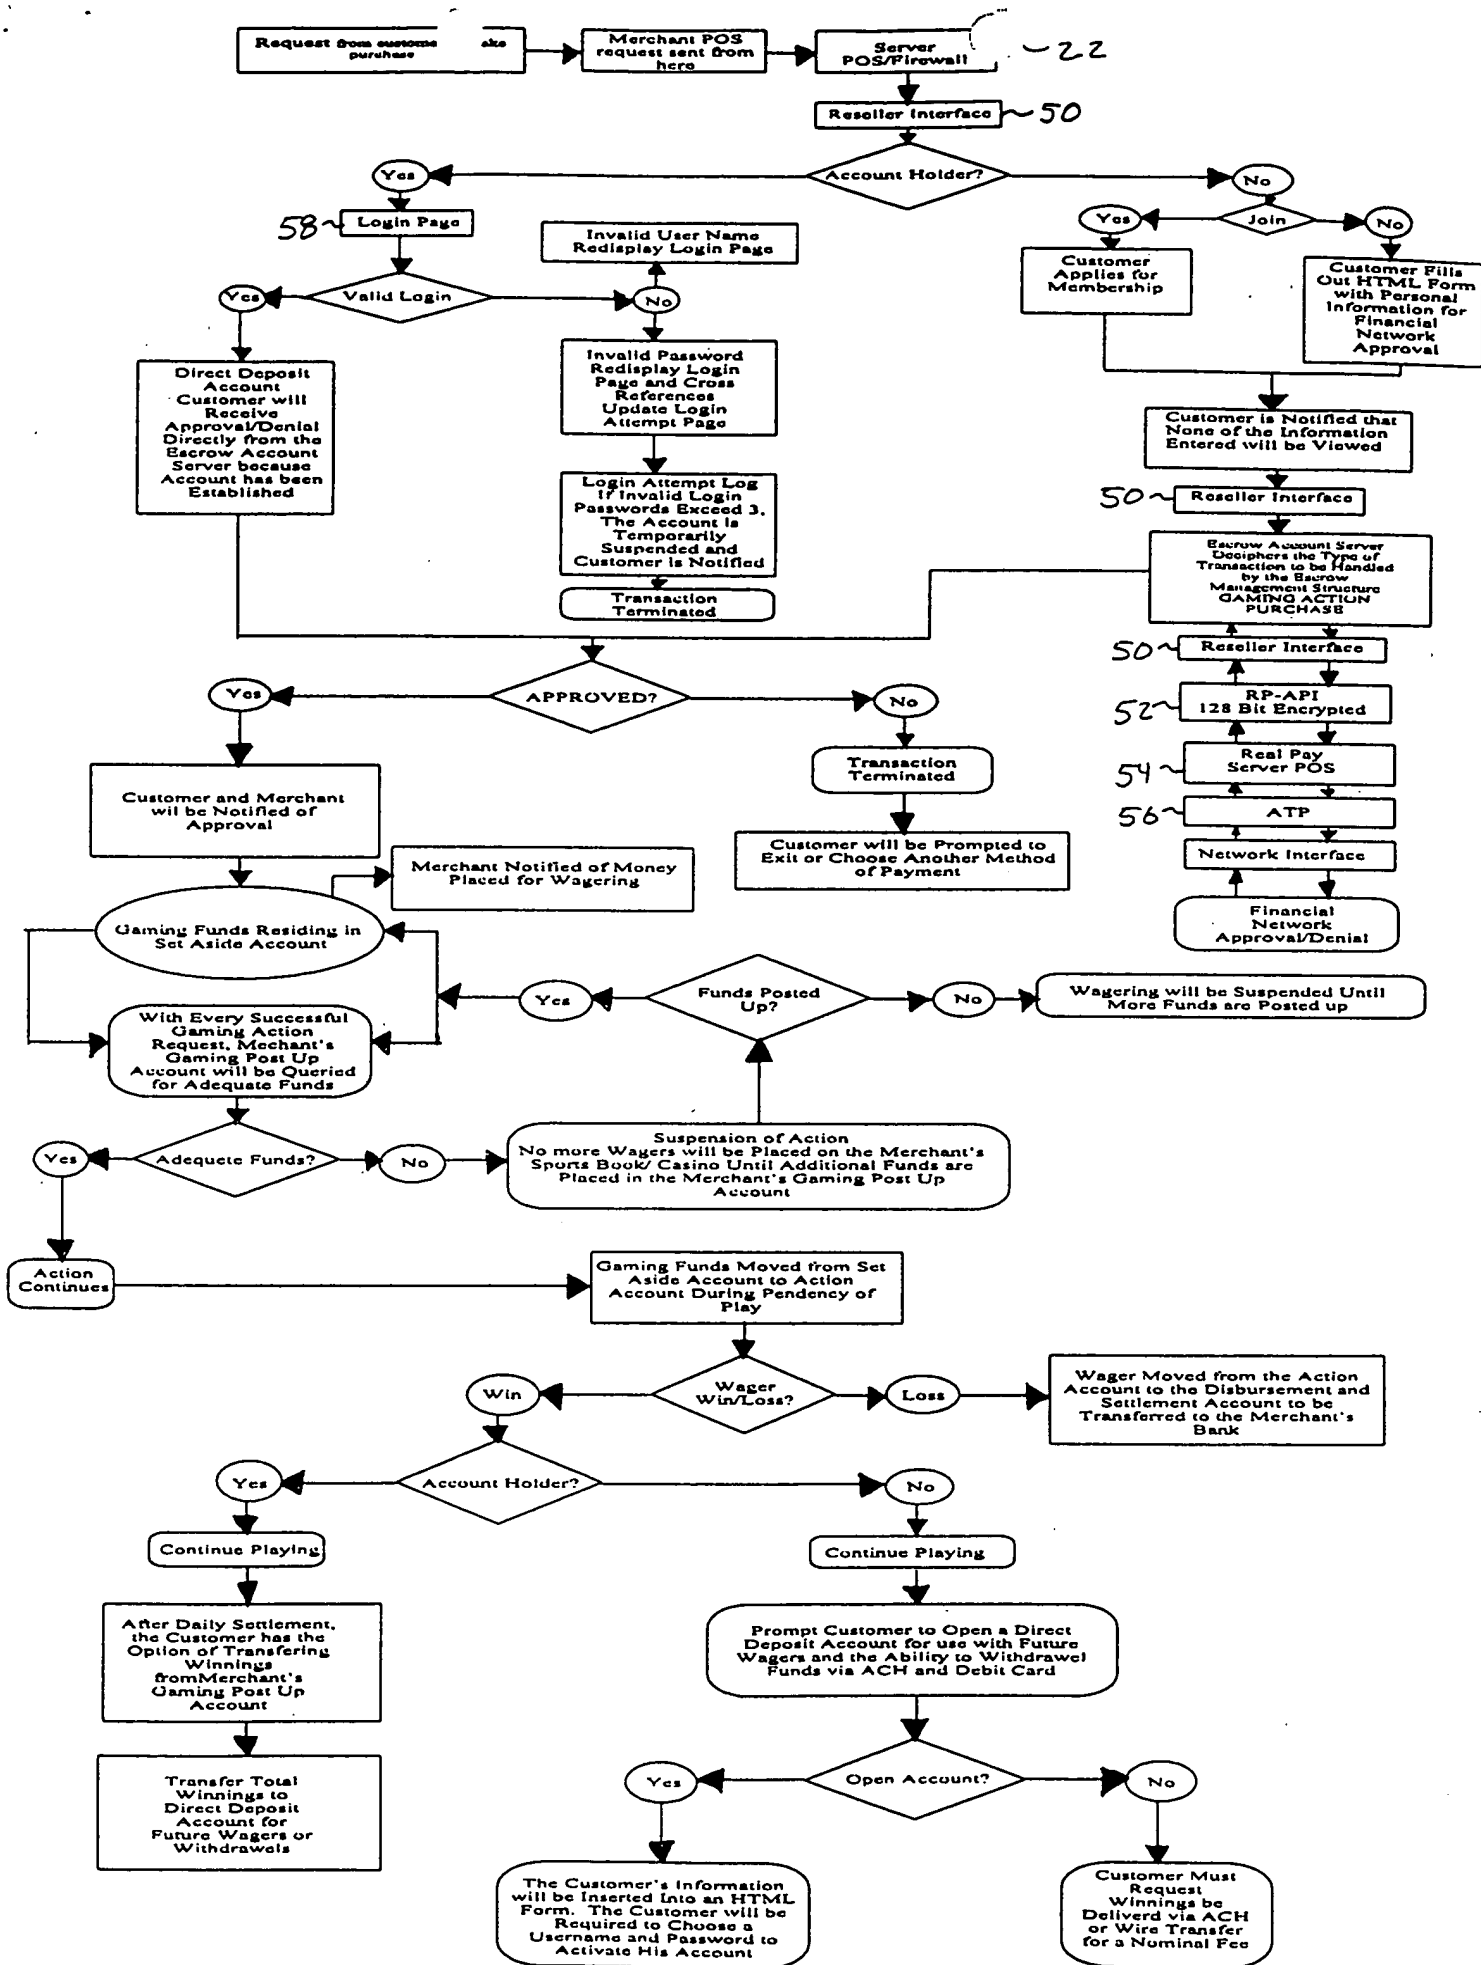 Request from custome ake
purchase
Merchant POS
request sent from
here
Server
POS/Firewall
22
Reseller Interface
50
Account Holder?
Yes
No
58
Login Page
Invalid User Name
Redisplay Login Page
Yes
Join
No
Customer
Applies for
Membership
Customer Fills
Out HTML Form
with Personal
Information for
Financial
Network
Approval
Yes
Valid Login
No
Direct Deposit
Account
Customer will
Receive
Approval/Denial
Directly from the
Escrow Account
Server because
Account has been
Established
Invalid Password
Redisplay Login
Page and Cross
References
Update Login
Attempt Page
Customer is Notified that
None of the Information
Entered will be Viewed
Login Attempt Log
If Invalid Login
Passwords Exceed 3,
The Account is
Temporarily
Suspended and
Customer is Notified
50
Reseller Interface
Escrow Account Server
Deciphers the Type of
Transaction to be Handled
by the Escrow
Management Structure
GAMING ACTION
PURCHASE
Transaction
Terminated
50
Reseller Interface
Yes
APPROVED?
No
52
RP-API
128 Bit Encrypted
Transaction
Terminated
54
Real Pay
Server POS
Customer and Merchant
wil be Notified of
Approval
56
ATP
Customer will be Prompted to
Exit or Choose Another Method
of Payment
Network Interface
Merchant Notified of Money
Placed for Wagering
Financial
Network
Approval/Denial
Gaming Funds Residing in
Set Aside Account
Yes
Funds Posted
Up?
No
Wagering will be Suspended Until
More Funds are Posted up
With Every Successful
Gaming Action
Request, Mechant's
Gaming Post Up
Account will be Queried
for Adequate Funds
Yes
Adequete Funds?
No
Suspension of Action
No more Wagers will be Placed on the Merchant's
Sports Book/ Casino Until Additional Funds are
Placed in the Merchant's Gaming Post Up
Account
Action
Continues
Gaming Funds Moved from Set
Aside Account to Action
Account During Pendency of
Play
Win
Wager
Win/Loss?
Loss
Wager Moved from the Action
Account to the Disbursement and
Settlement Account to be
Transferred to the Merchant's
Bank
Yes
Account Holder?
No
Continue Playing
Continue Playing
After Daily Settlement,
the Customer has the
Option of Transfering
Winnings
fromMerchant's
Gaming Post Up
Account
Prompt Customer to Open a Direct
Deposit Account for use with Future
Wagers and the Ability to Withdrawel
Funds via ACH and Debit Card
Transfer Total
Winnings to
Direct Deposit
Account for
Future Wagers or
Withdrawels
Yes
Open Account?
No
The Customer's Information
will be Inserted Into an HTML
Form. The Customer will be
Required to Choose a
Username and Password to
Activate His Account
Customer Must
Request
Winnings be
Deliverd via ACH
or Wire Transfer
for a Nominal Fee